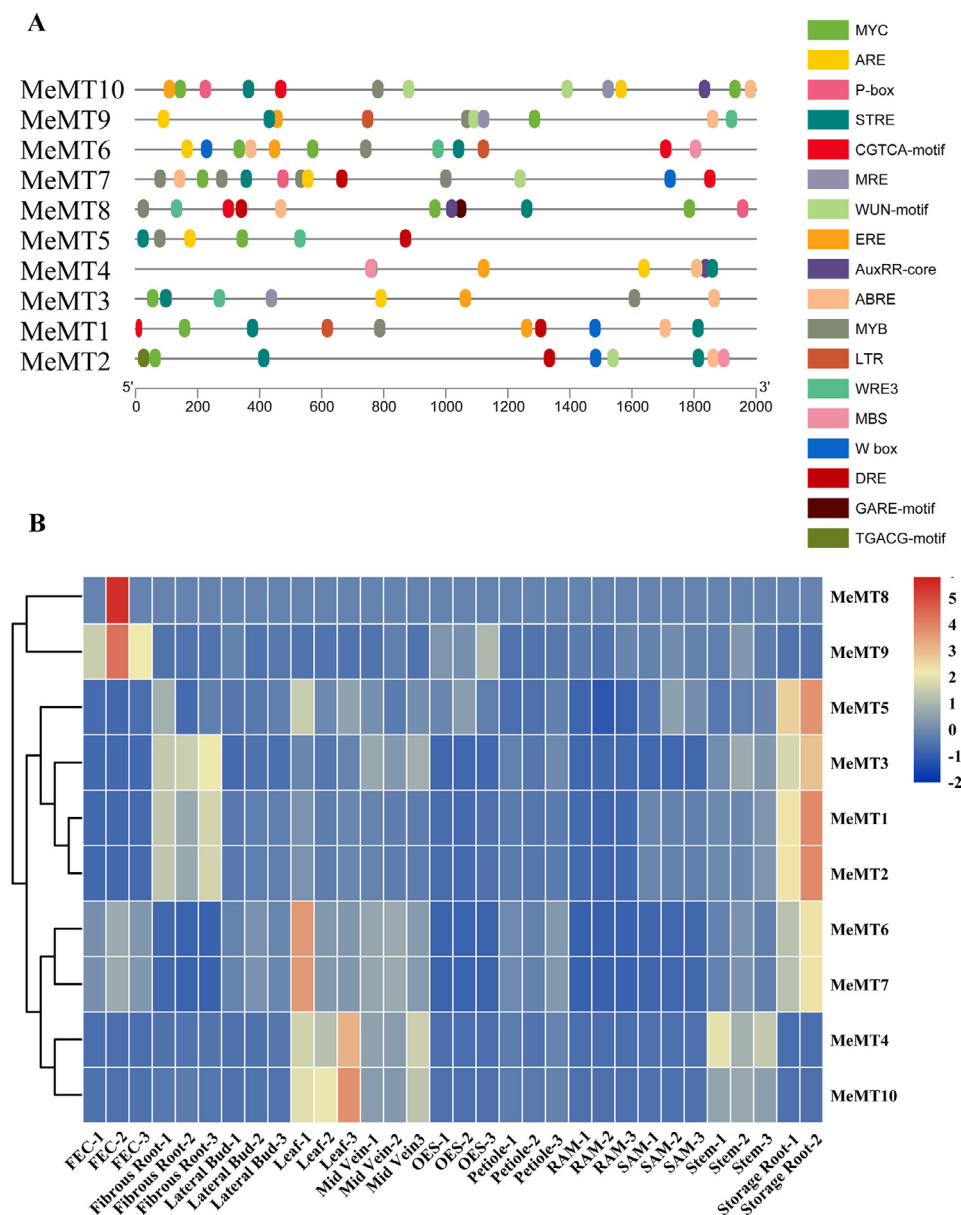 A
MeMT10
MeMT9
MeMT6
MeMT7
MeMT8
MeMT5
MeMT4
MeMT3
MeMT1
MeMT2
5' 3'
0 200 400 600 800 1000 1200 1400 1600 1800 2000
MYC
ARE
P-box
STRE
CGTCA-motif
MRE
WUN-motif
ERE
AuxRR-core
ABRE
MYB
LTR
WRE3
MBS
W box
DRE
GARE-motif
TGACG-motif
B
MeMT8
MeMT9
MeMT5
MeMT3
MeMT1
MeMT2
MeMT6
MeMT7
MeMT4
MeMT10
5
4
3
2
1
0
-1
-2
FEC-1
FEC-2
FEC-3
Fibrous Root-1
Fibrous Root-2
Fibrous Root-3
Lateral Bud-1
Lateral Bud-2
Lateral Bud-3
Leaf-1
Leaf-2
Leaf-3
Mid Vein-1
Mid Vein-2
Mid Vein3
OES-1
OES-2
OES-3
Petiole-1
Petiole-2
Petiole-3
RAM-1
RAM-2
RAM-3
SAM-1
SAM-2
SAM-3
Stem-1
Stem-2
Stem-3
Storage Root-1
Storage Root-2